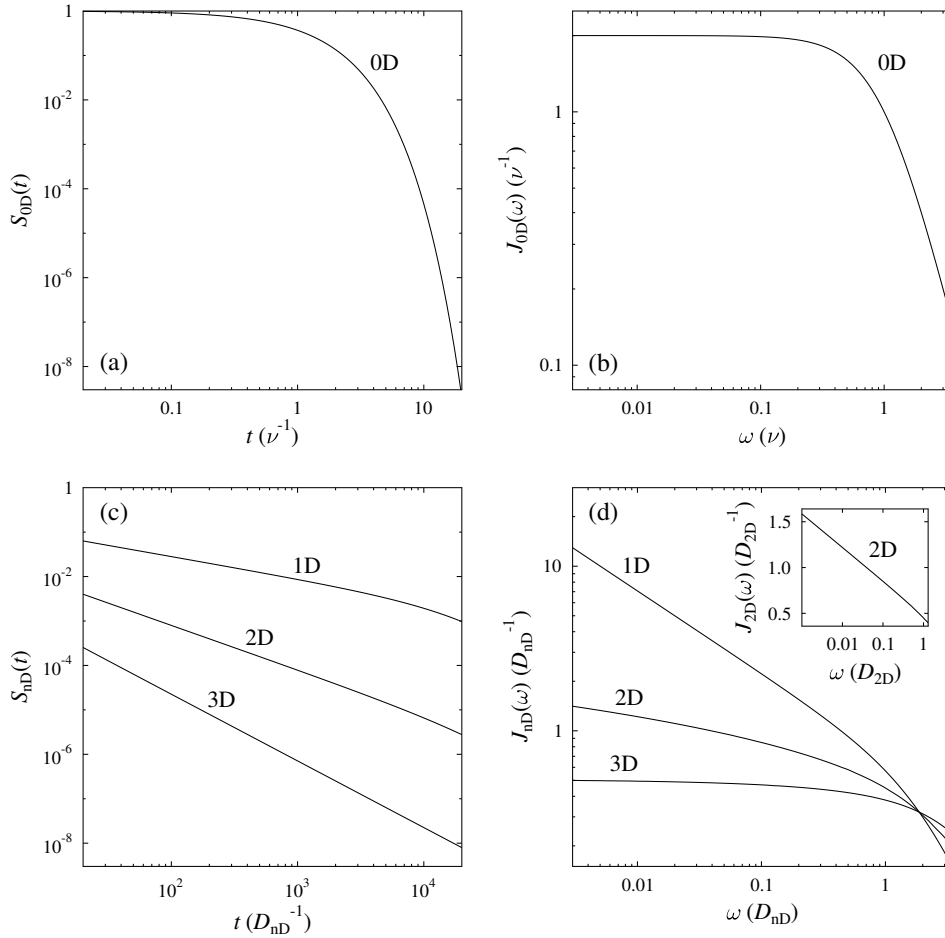 1
10^-2
10^-4
10^-6
10^-8
S_0D(t)
0D
(a)
0.1
1
10
t (ν^-1)
1
0.1
J_0D(ω) (ν^-1)
0D
(b)
0.01
0.1
1
ω (ν)
1
10^-2
10^-4
10^-6
10^-8
S_nD(t)
(c)
1D
2D
3D
10^2
10^3
10^4
t (D_nD^-1)
10
1
J_nD(ω) (D_nD^-1)
(d)
1D
2D
3D
0.01
0.1
1
ω (D_nD)
1.5
1.0
0.5
J_2D(ω) (D_2D^-1)
2D
0.01
0.1
1
ω (D_2D)